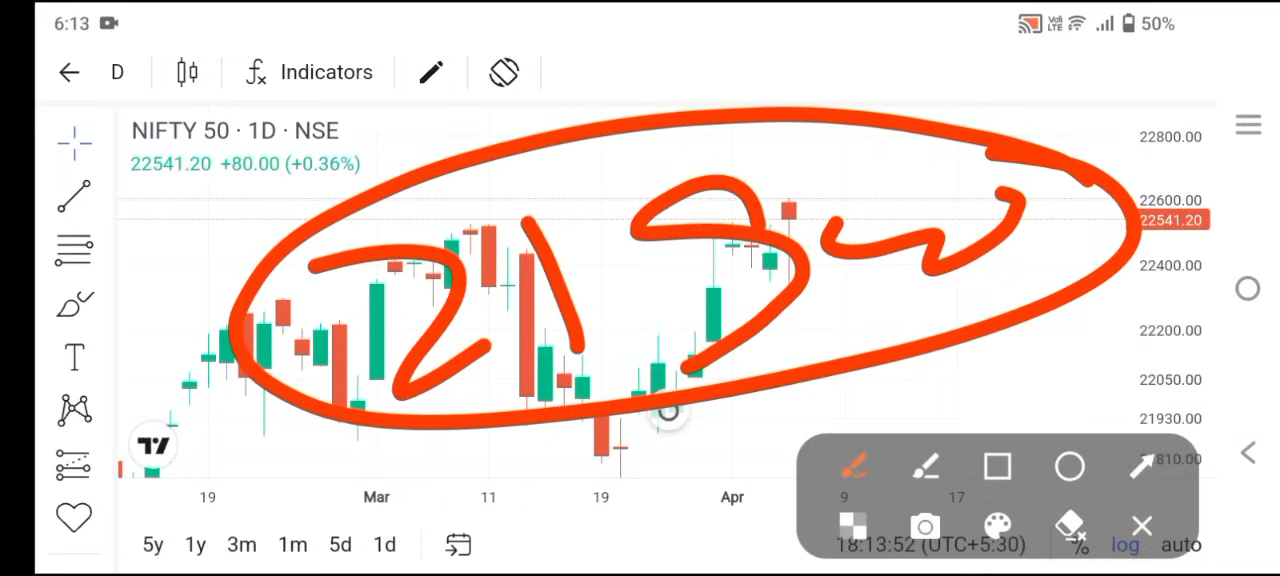 6:13 Vo) LTE 50%
D Indicators
NIFTY 50 · 1D · NSE
22541.20 +80.00 (+0.36%)
22800.00
22600.00
22541.20
22400.00
22200.00
22050.00
21930.00
810.00
19 Mar 11 19 Apr 9 17
5y 1y 3m 1m 5d 1d 18:13:52 (UTC+5:30) % log auto